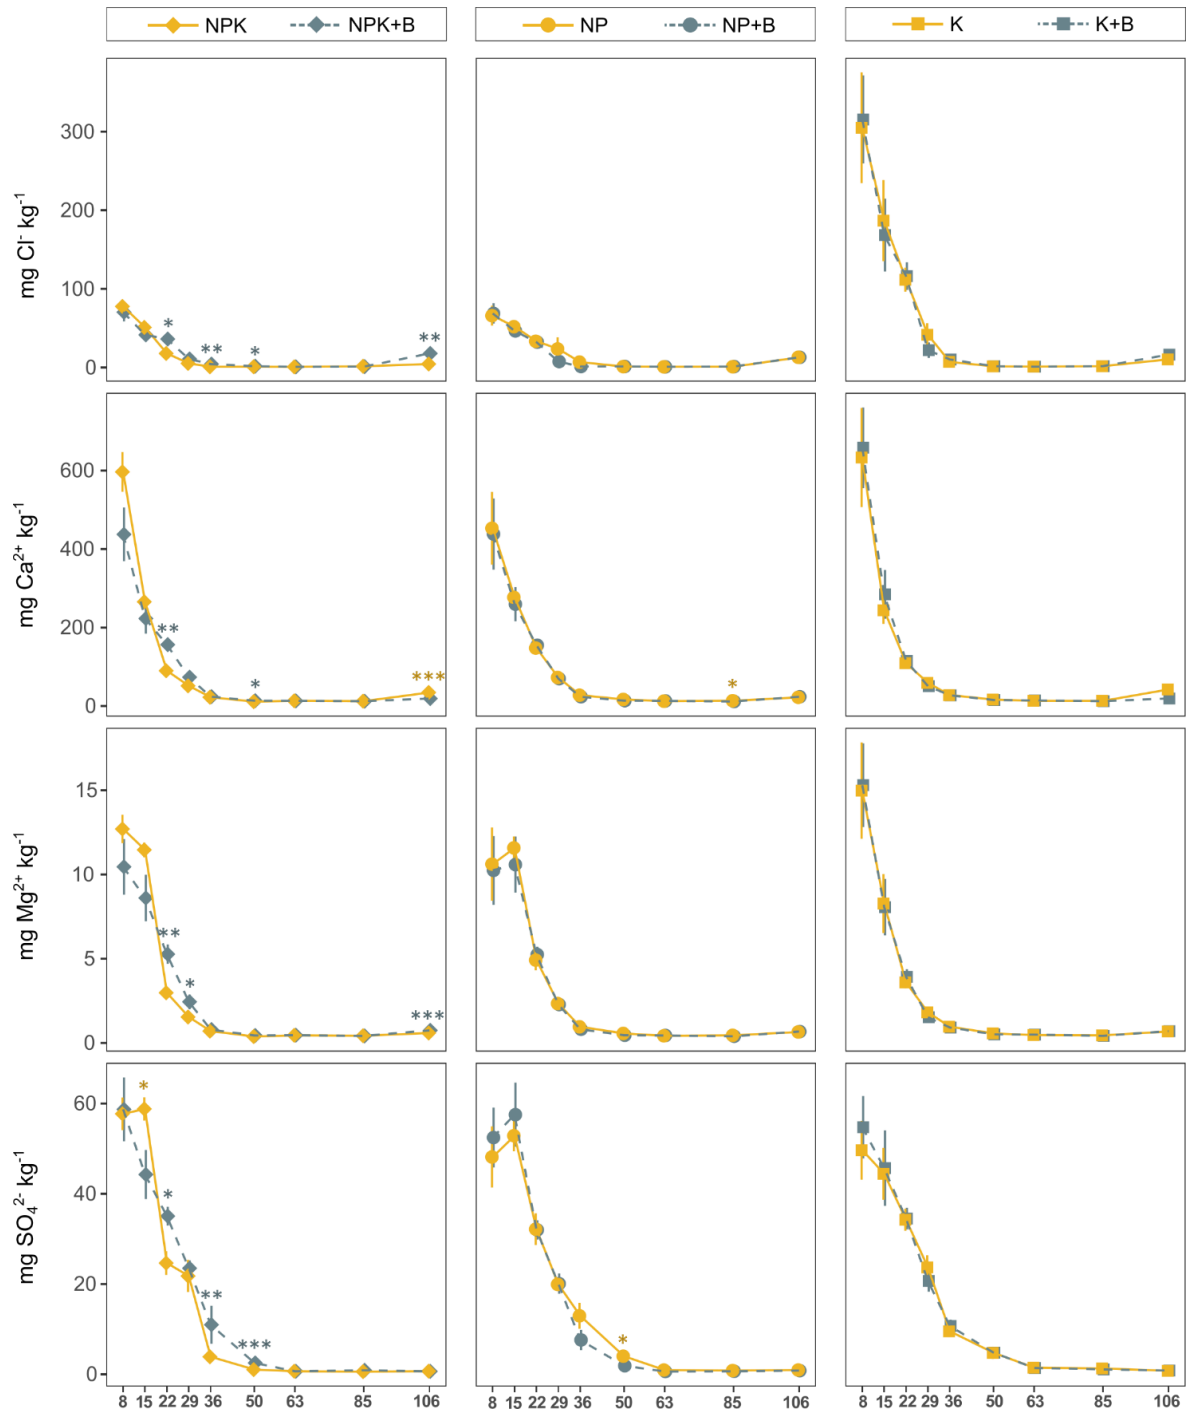 NPK NPK+B NP NP+B K K+B
mg Cl⁻ kg⁻¹
300
200
100
0
* ** * **
mg Ca²⁺ kg⁻¹
600
400
200
0
** * *** *
mg Mg²⁺ kg⁻¹
15
10
5
0
** * ***
mg SO₄²⁻ kg⁻¹
60
40
20
0
* * ** *** *
8 15 22 29 36 50 63 85 106 8 15 22 29 36 50 63 85 106 8 15 22 29 36 50 63 85 106